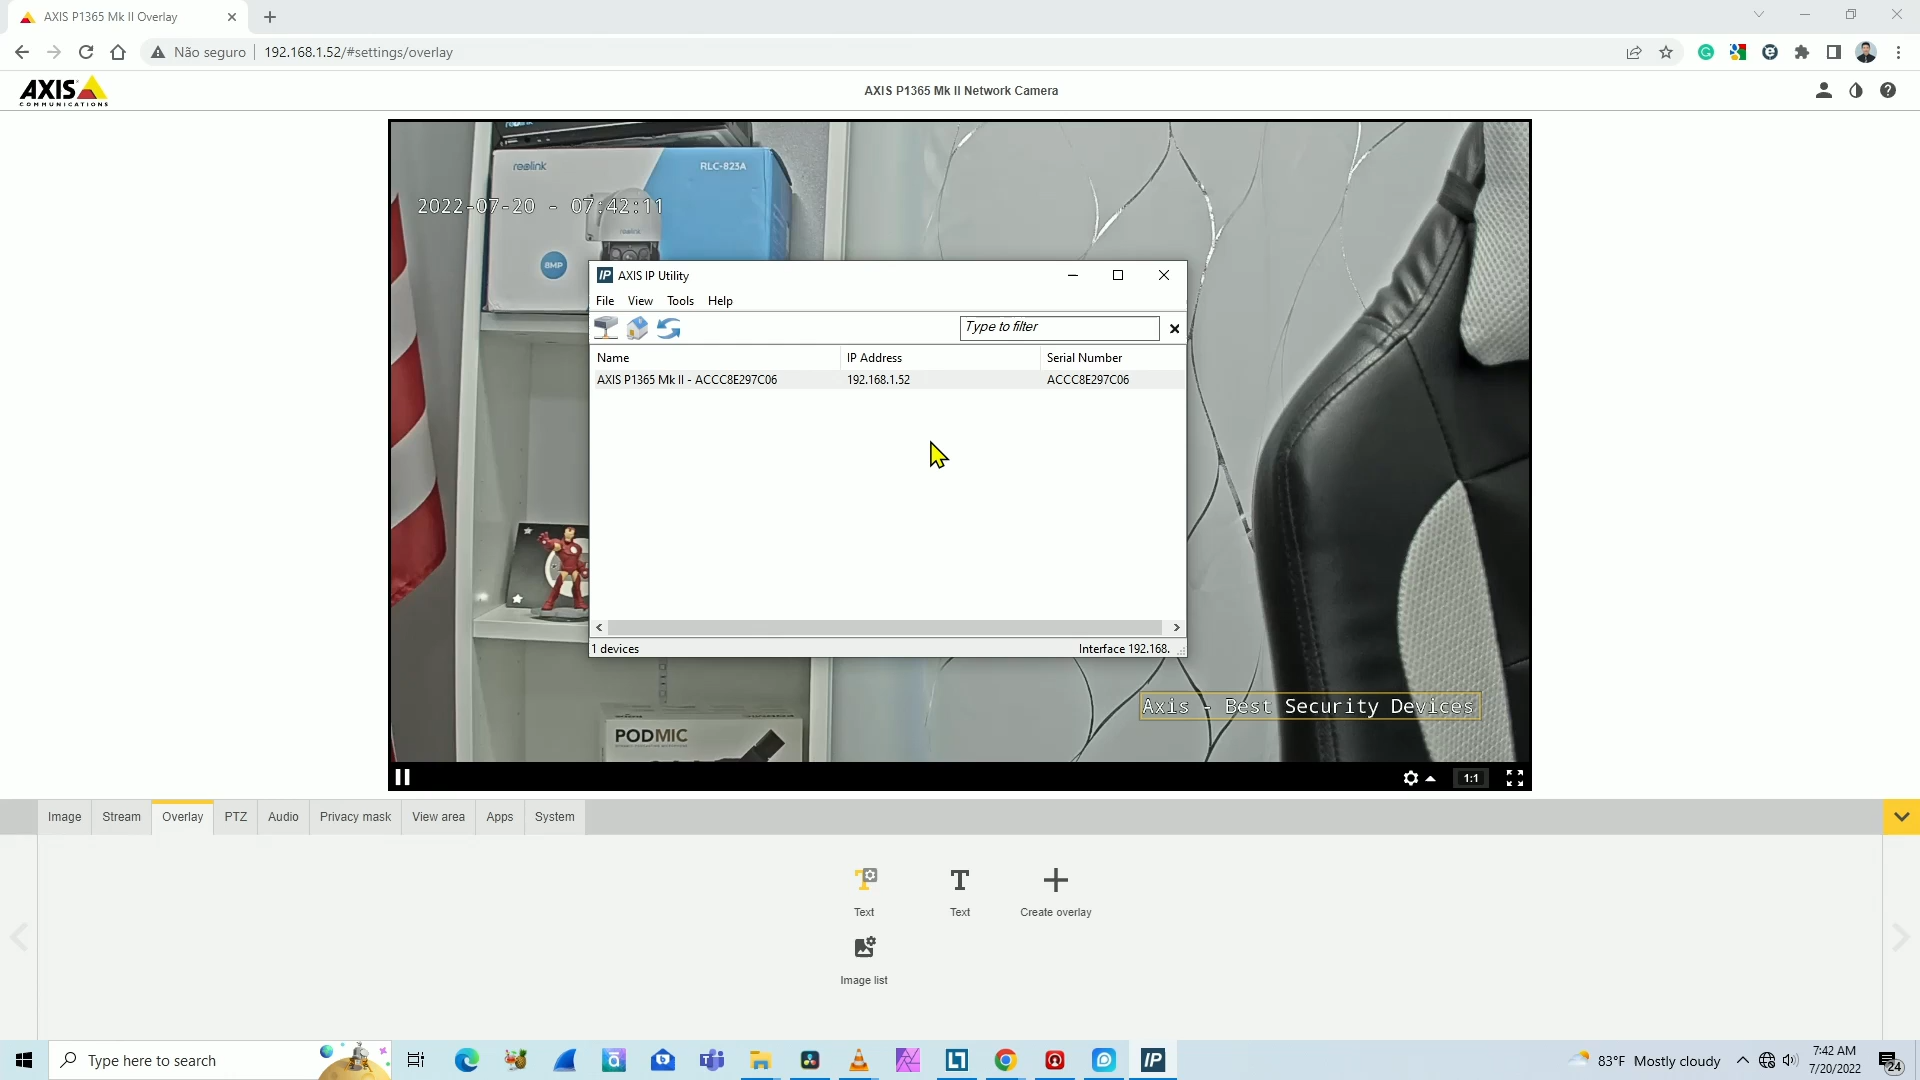 AXIS P1365 Mk II Overlay
Não seguro
192.168.1.52/#settings/overlay
AXIS
COMMUNICATIONS
AXIS P1365 Mk II Network Camera
reolink
RLC-823A
2022-07-20 - 07:42:11
reolink
8MP
IP AXIS IP Utility
File View Tools Help
Type to filter
Name IP Address Serial Number
AXIS P1365 Mk II - ACCC8E297C06 192.168.1.52 ACCC8E297C06
1 devices
Interface 192.168.
Axis - Best Security Devices
PODMIC
1:1
Image Stream Overlay PTZ Audio Privacy mask View area Apps System
Text Text Create overlay
Image list
Type here to search
IP
83°F Mostly cloudy
7:42 AM
7/20/2022
24